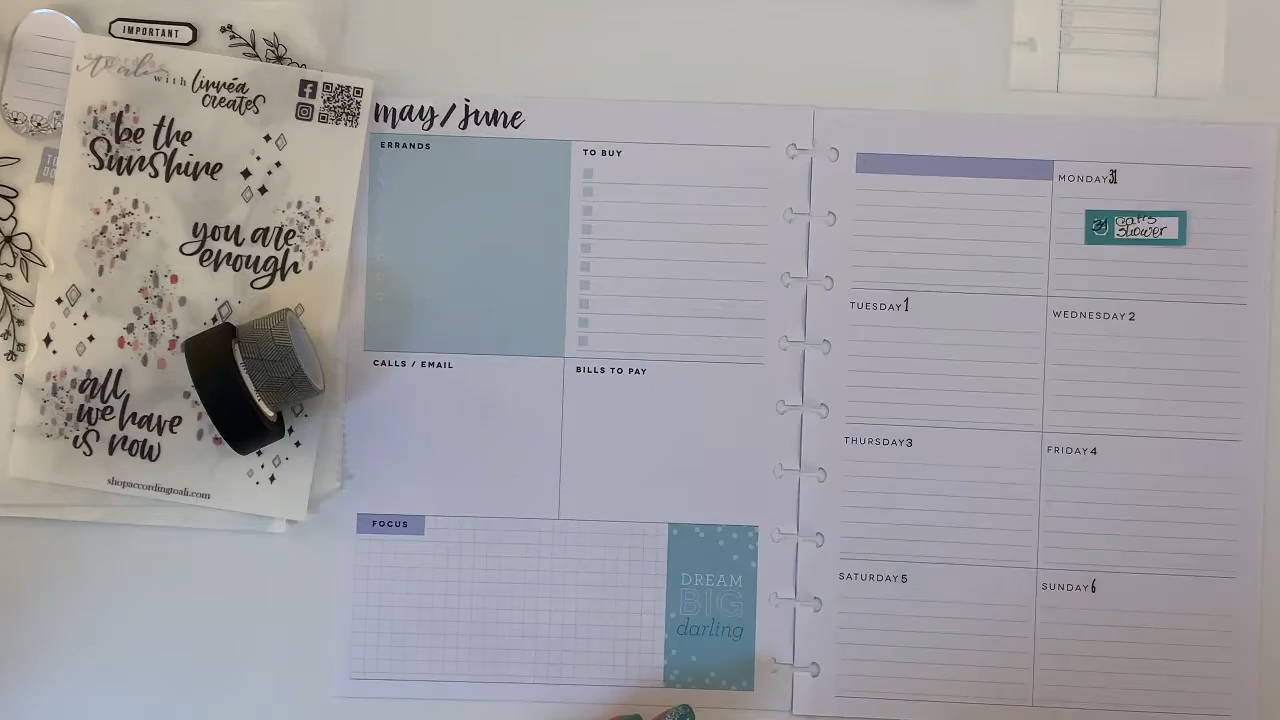 IMPORTANT
with linréa
creates
be the
Sunshine
you are
enough
all
we have
is now
shopaccordingtoali.com
may/june
ERRANDS
TO BUY
CALLS / EMAIL
BILLS TO PAY
FOCUS
DREAM
BIG
darling
MONDAY 31
shower
TUESDAY 1
WEDNESDAY 2
THURSDAY 3
FRIDAY 4
SATURDAY 5
SUNDAY 6